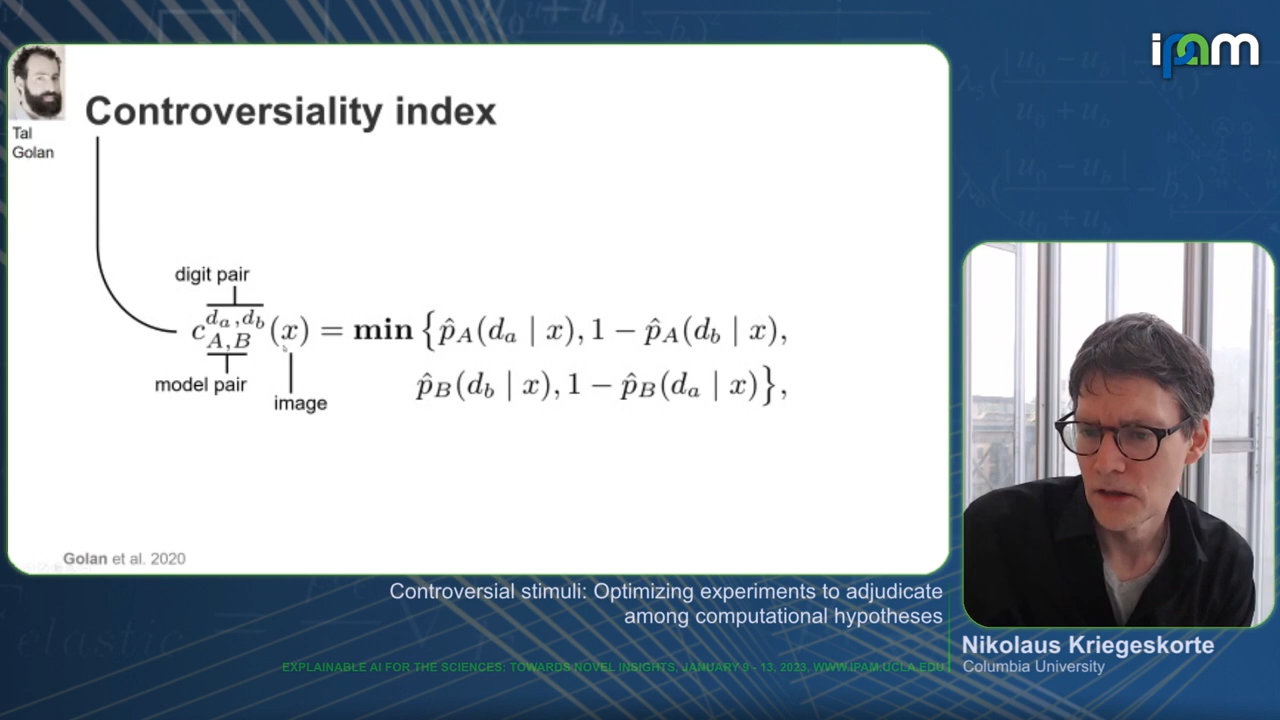 ipam
Tal
Golan
Controversiality index
digit pair
c_{A,B}^{d_a,d_b}(x) = min {p̂_A(d_a | x), 1 − p̂_A(d_b | x),
p̂_B(d_b | x), 1 − p̂_B(d_a | x)},
model pair
image
Golan et al. 2020
Controversial stimuli: Optimizing experiments to adjudicate
among computational hypotheses
Nikolaus Kriegeskorte
Columbia University
EXPLAINABLE AI FOR THE SCIENCES: TOWARDS NOVEL INSIGHTS, JANUARY 9 - 13, 2023, WWW.IPAM.UCLA.EDU
elastic